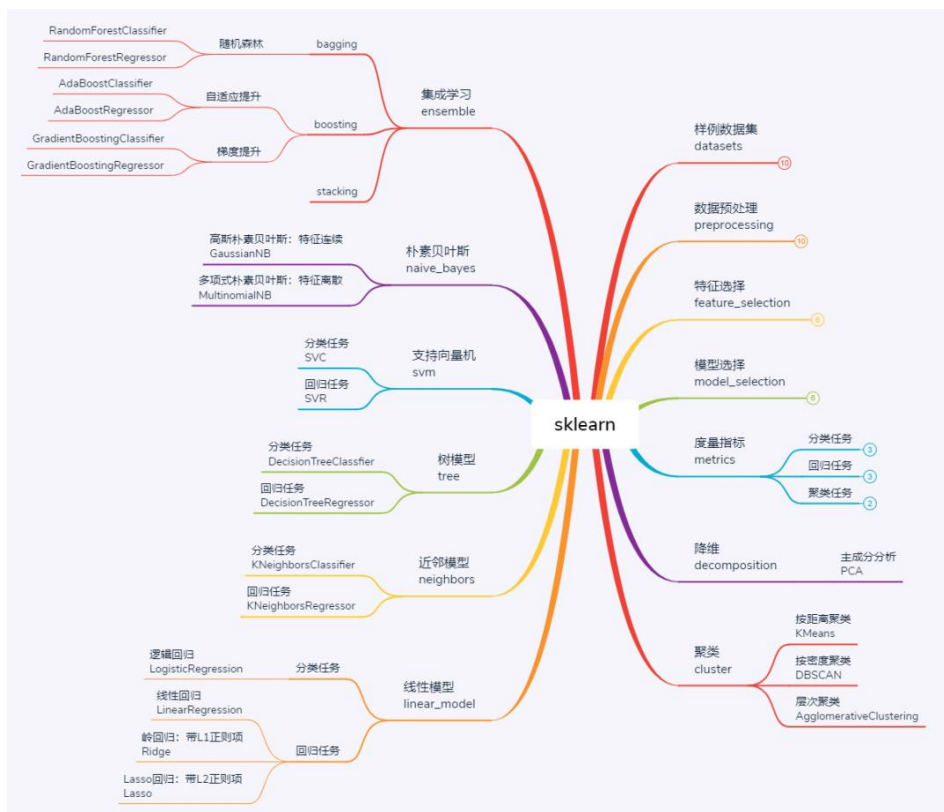 sklearn
集成学习
ensemble
bagging
随机森林
RandomForestClassifier
RandomForestRegressor
boosting
自适应提升
AdaBoostClassifier
AdaBoostRegressor
梯度提升
GradientBoostingClassifier
GradientBoostingRegressor
stacking
朴素贝叶斯
naive_bayes
高斯朴素贝叶斯：特征连续
GaussianNB
多项式朴素贝叶斯：特征离散
MultinomialNB
支持向量机
svm
分类任务
SVC
回归任务
SVR
树模型
tree
分类任务
DecisionTreeClassfier
回归任务
DecisionTreeRegressor
近邻模型
neighbors
分类任务
KNeighborsClassifier
回归任务
KNeighborsRegressor
线性模型
linear_model
分类任务
逻辑回归
LogisticRegression
回归任务
线性回归
LinearRegression
岭回归：带L1正则项
Ridge
Lasso回归：带L2正则项
Lasso
样例数据集
datasets
10
数据预处理
preprocessing
10
特征选择
feature_selection
6
模型选择
model_selection
6
度量指标
metrics
分类任务
3
回归任务
3
聚类任务
2
降维
decomposition
主成分分析
PCA
聚类
cluster
按距离聚类
KMeans
按密度聚类
DBSCAN
层次聚类
AgglomerativeClustering